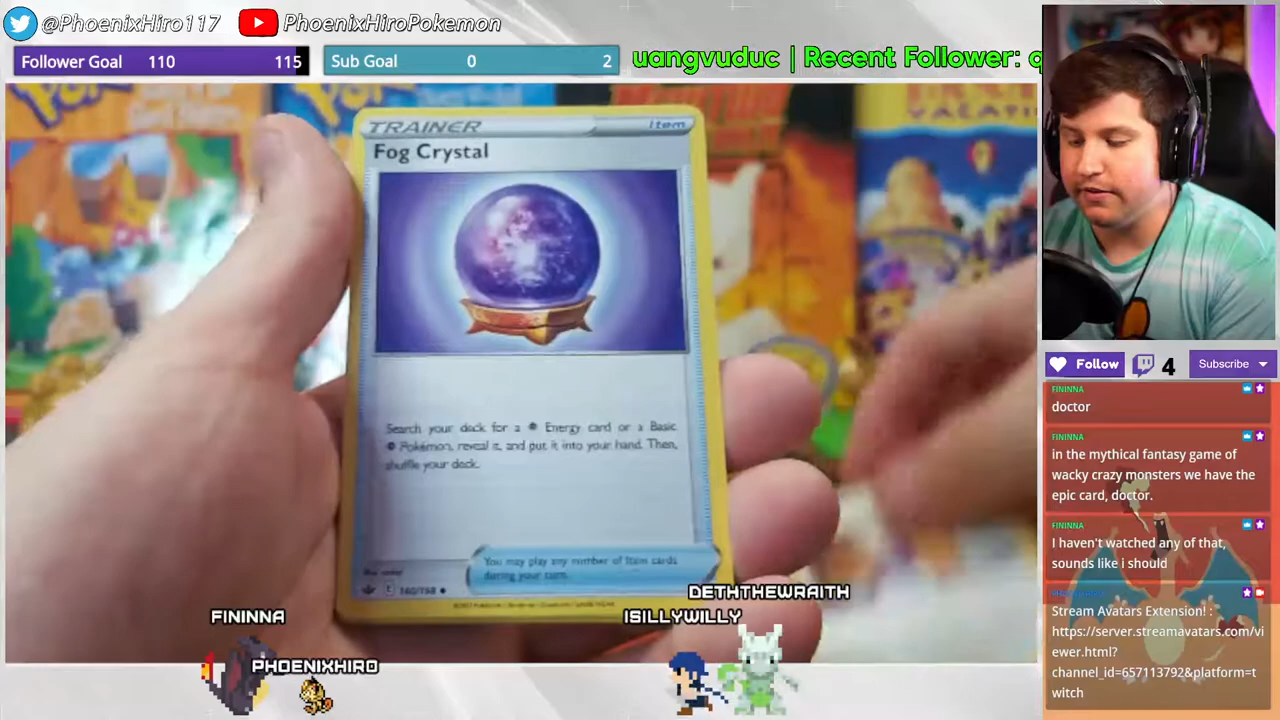 @PhoenixHiro117 PhoenixHiroPokemon
Follower Goal 110 115 Sub Goal 0 2 uangvuduc | Recent Follower: q
TRAINER Item
Fog Crystal
Search your deck for a Energy card or a Basic
Pokémon, reveal it, and put it into your hand. Then,
shuffle your deck.
You may play any number of Item cards
during your turn.
VACATION
DETHTHEWRAITH
FININNA
ISILLYWILLY
PHOENIXHIRO
Follow 4 Subscribe
FININNA
doctor
FININNA
in the mythical fantasy game of
wacky crazy monsters we have the
epic card, doctor.
FININNA
I haven't watched any of that,
sounds like i should
Stream Avatars Extension! :
https://server.streamavatars.com/vi
ewer.html?
channel_id=657113792&platform=t
witch